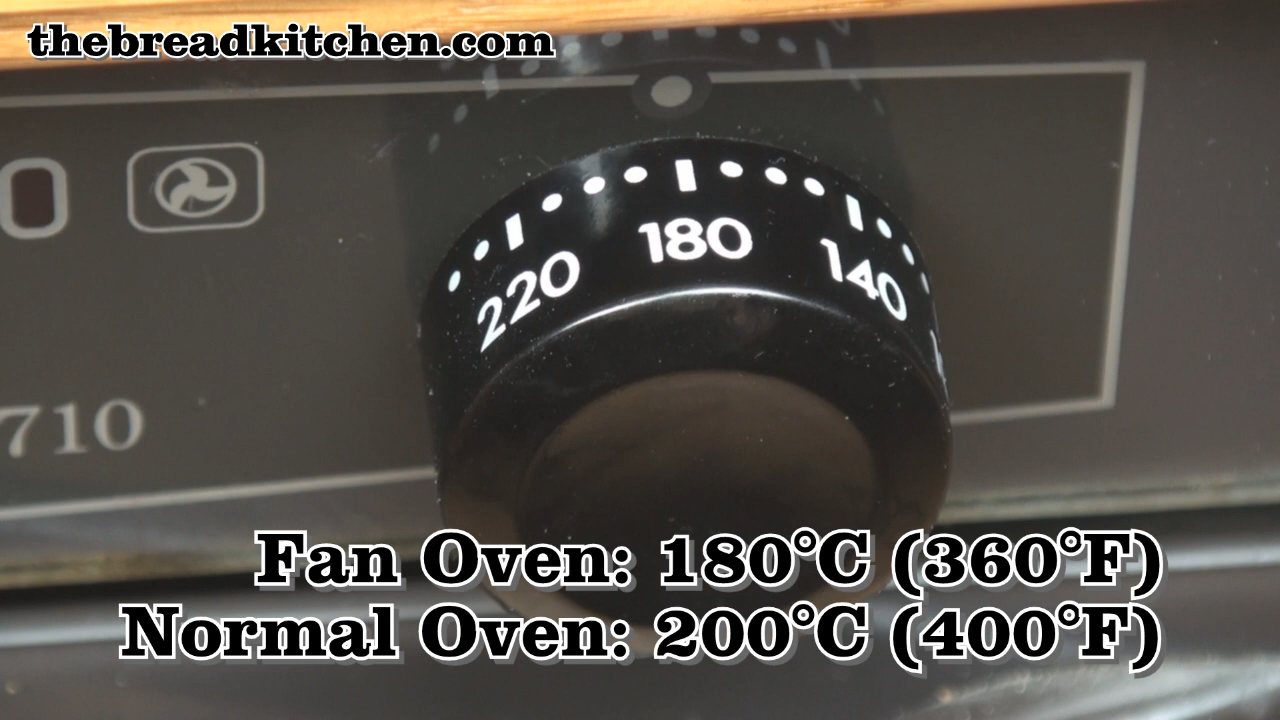 thebreadkitchen.com
220 180 140
710
Fan Oven: 180°C (360°F)
Normal Oven: 200°C (400°F)